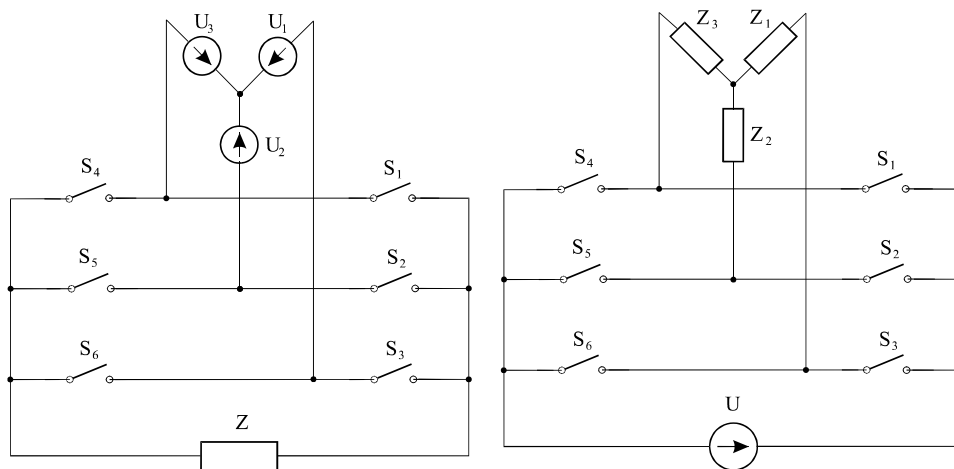 U₃ U₁
U₂
S₄ S₁
S₅ S₂
S₆ S₃
Z
Z₃ Z₁
Z₂
S₄ S₁
S₅ S₂
S₆ S₃
U